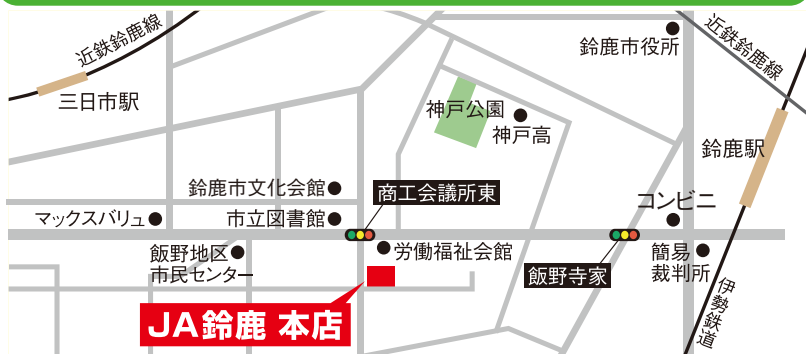 近鉄鈴鹿線
三日市駅
鈴鹿市役所
近鉄鈴鹿線
神戸公園
神戸高
鈴鹿駅
鈴鹿市文化会館
商工会議所東
コンビニ
マックスバリュ
市立図書館
飯野地区
市民センター
労働福祉会館
飯野寺家
簡易
裁判所
伊勢鉄道
JA鈴鹿 本店